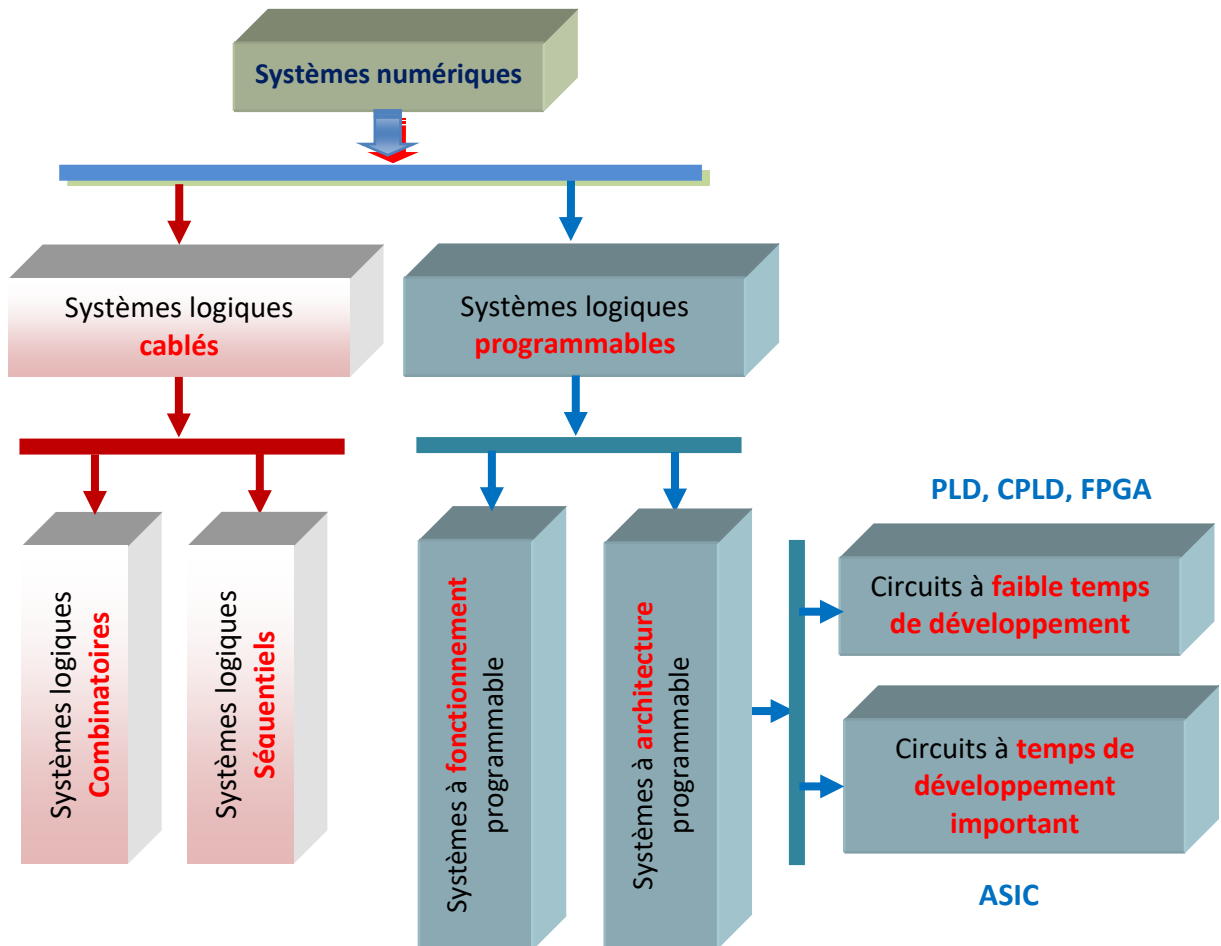 Systèmes numériques
Systèmes logiques
cablés
Systèmes logiques
programmables
Systèmes logiques
Combinatoires
Systèmes logiques
Séquentiels
Systèmes à fonctionnement
programmable
Systèmes à architecture
programmable
PLD, CPLD, FPGA
Circuits à faible temps
de développement
Circuits à temps de
développement
important
ASIC